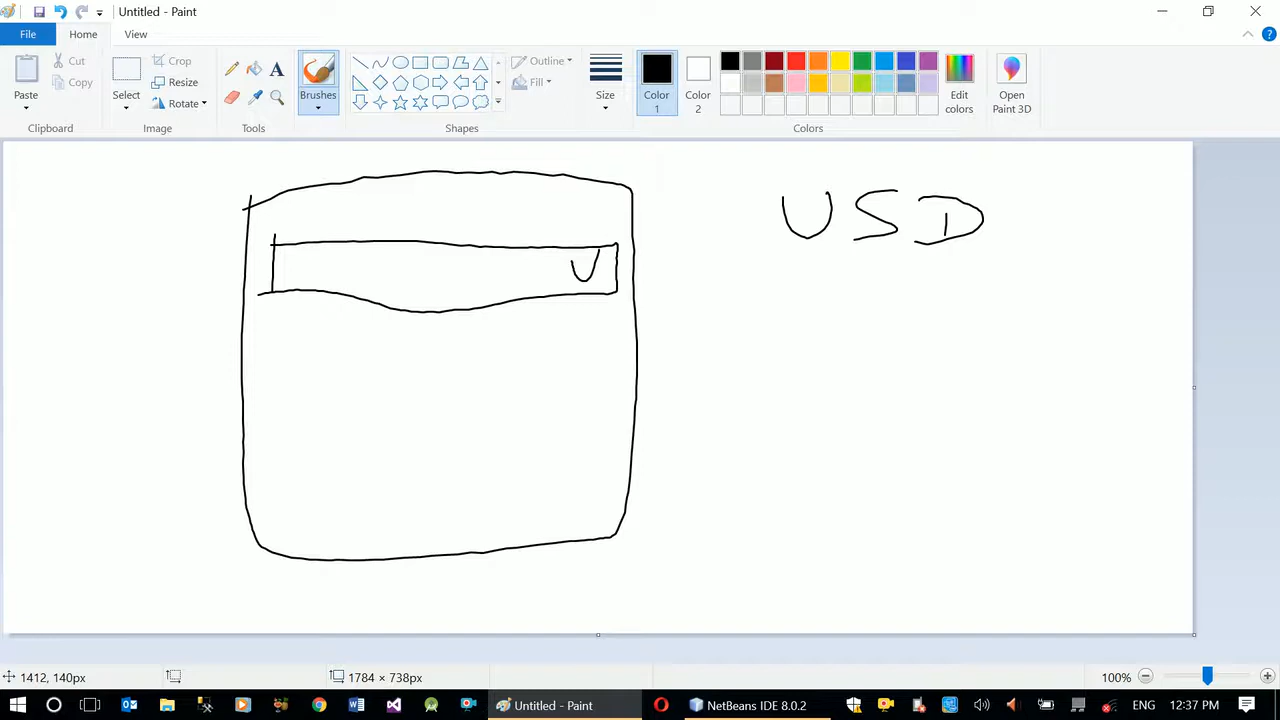 Untitled - Paint
File
Home
View
Paste
Cut
Copy
Clipboard
Select
Crop
Resize
Rotate
Image
Tools
Brushes
Shapes
Outline
Fill
Size
Color
1
Color
2
Colors
Edit
colors
Open
Paint 3D
USD
V
1412, 140px
1784 × 738px
100%
Untitled - Paint
NetBeans IDE 8.0.2
ENG
12:37 PM